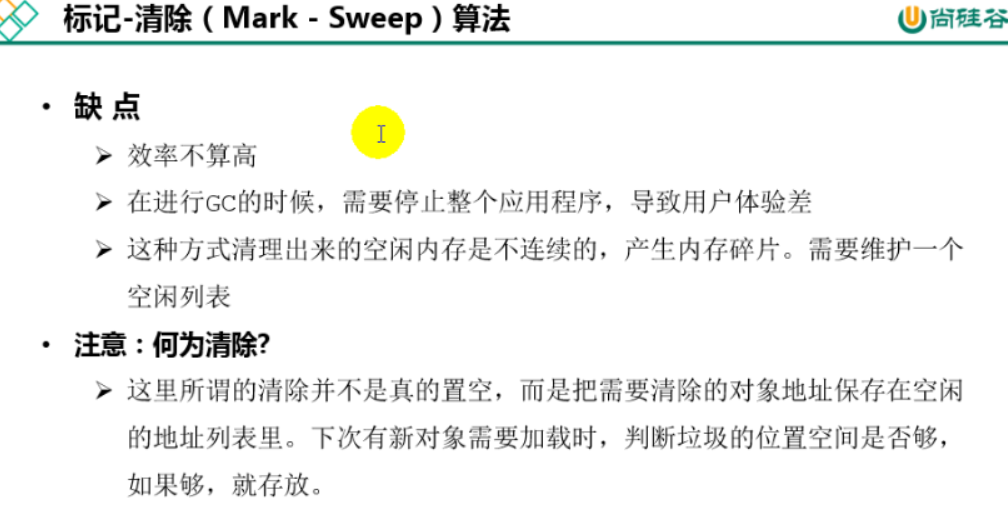 标记-清除（Mark - Sweep）算法
尚硅谷
• 缺 点
➢ 效率不算高
➢ 在进行GC的时候，需要停止整个应用程序，导致用户体验差
➢ 这种方式清理出来的空闲内存是不连续的，产生内存碎片。需要维护一个
空闲列表
• 注意：何为清除?
➢ 这里所谓的清除并不是真的置空，而是把需要清除的对象地址保存在空闲
的地址列表里。下次有新对象需要加载时，判断垃圾的位置空间是否够，
如果够，就存放。